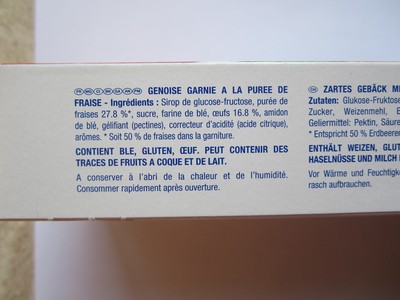 GENOISE GARNIE A LA PUREE DE
FRAISE - Ingrédients : Sirop de glucose-fructose, purée de
fraises 27.8 %*, sucre, farine de blé, œufs 16.8 %, amidon
de blé, gélifiant (pectines), correcteur d'acidité (acide citrique),
arômes. * Soit 50 % de fraises dans la garniture.
CONTIENT BLE, GLUTEN, ŒUF. PEUT CONTENIR DES
TRACES DE FRUITS A COQUE ET DE LAIT.
A conserver à l'abri de la chaleur et de l'humidité.
Consommer rapidement après ouverture.
ZARTES GEBÄCK MI
Zutaten: Glukose-Fruktose
Zucker, Weizenmehl, E
Geliermittel: Pektin, Säure
* Entspricht 50 % Erdbeeren
ENTHÄLT WEIZEN, GLUT
HASELNÜSSE UND MILCH
Vor Wärme und Feuchtigke
rasch aufbrauchen.